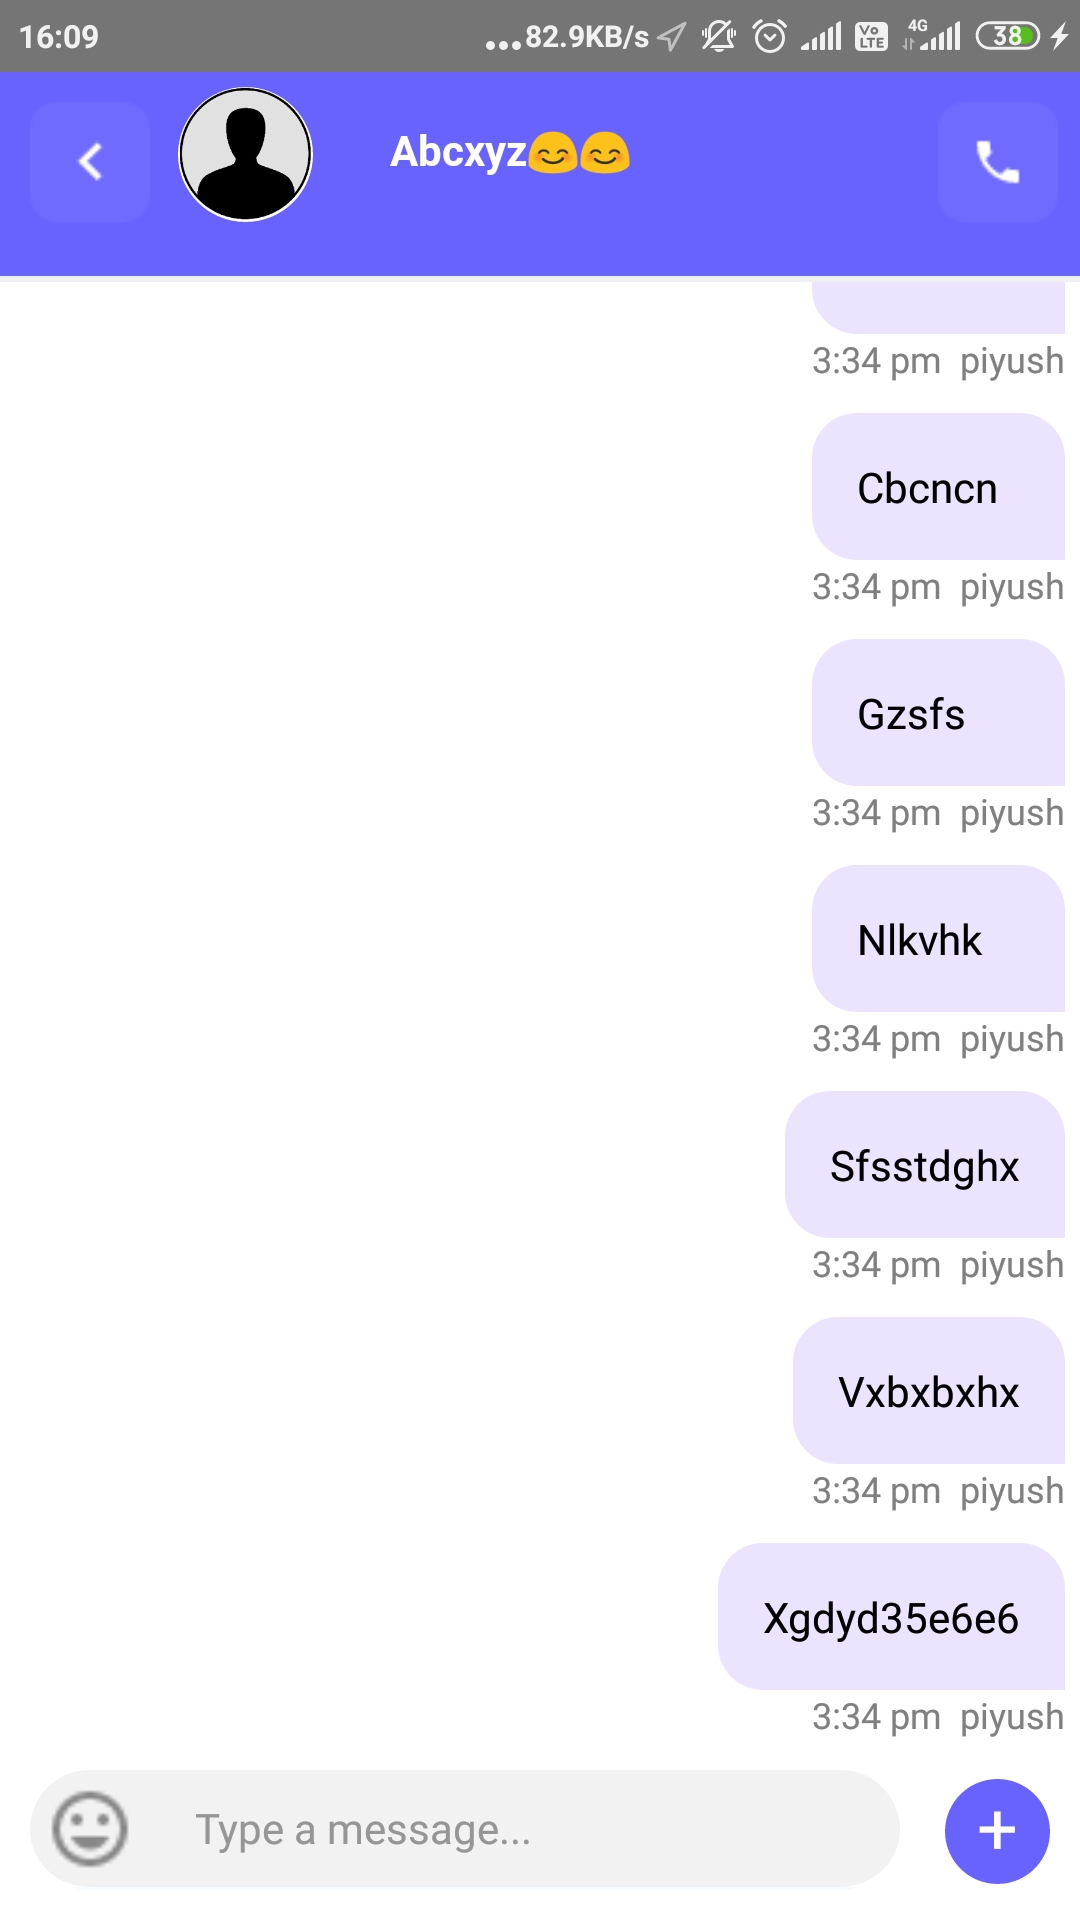 16:09 ...82.9KB/s Vo LTE 4G 38
Abcxyz😊😊
3:34 pm piyush
Cbcncn
3:34 pm piyush
Gzsfs
3:34 pm piyush
Nlkvhk
3:34 pm piyush
Sfsstdghx
3:34 pm piyush
Vxbxbxhx
3:34 pm piyush
Xgdyd35e6e6
3:34 pm piyush
Type a message...